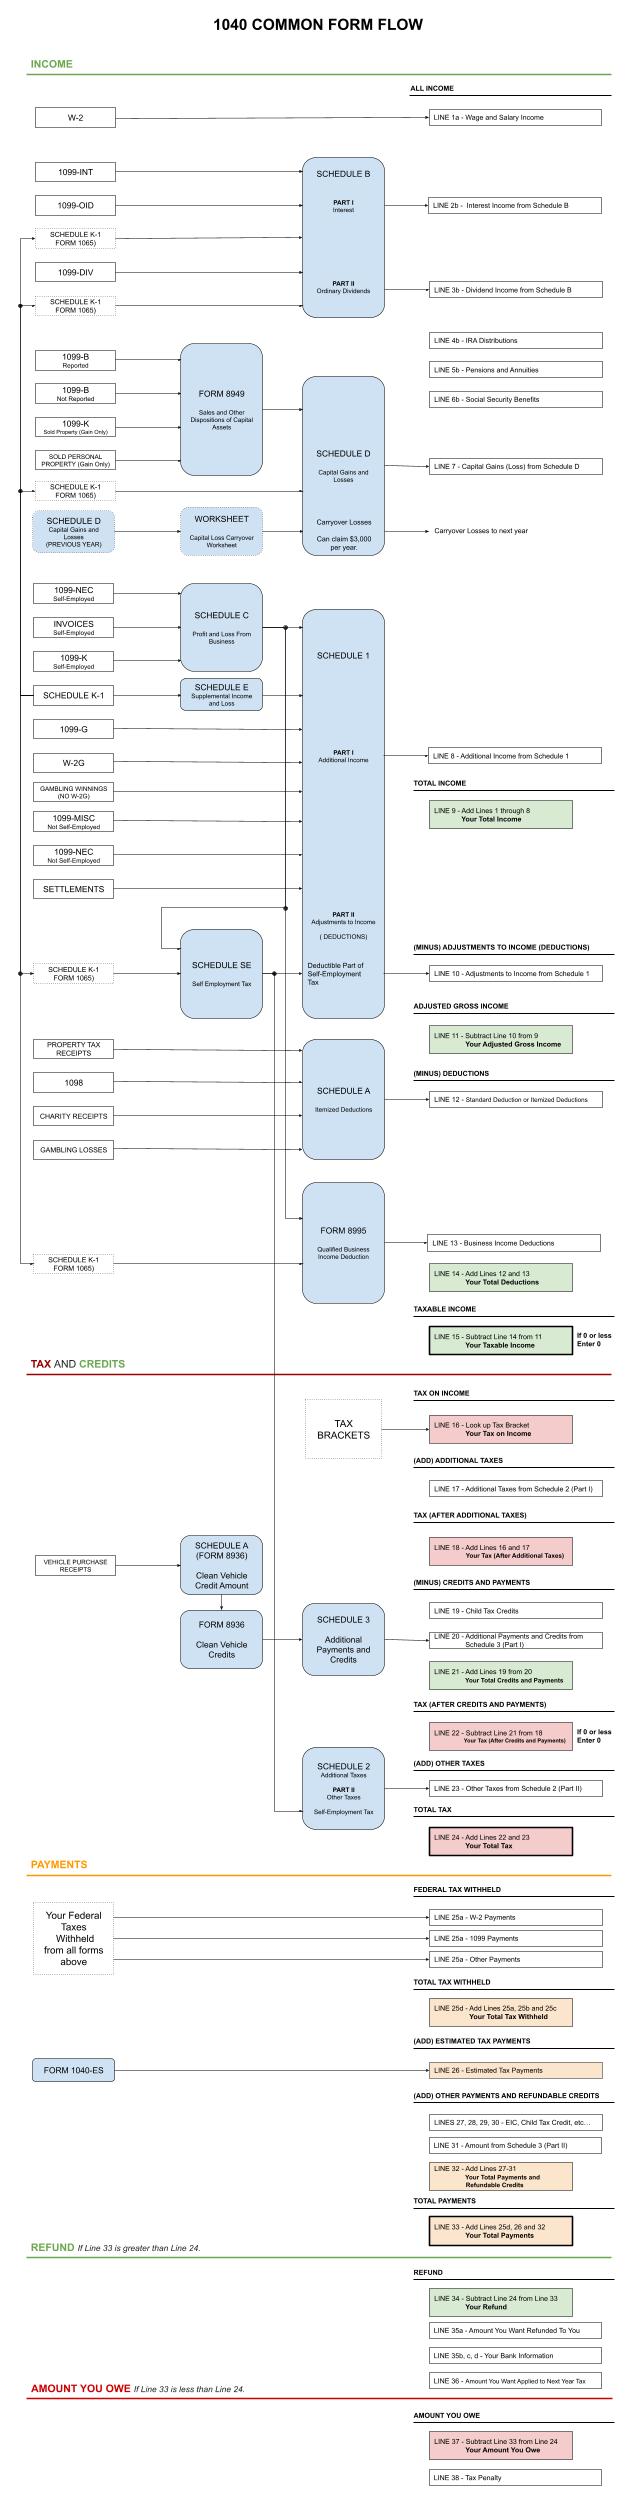 1040 COMMON FORM FLOW
INCOME
ALL INCOME
W-2
LINE 1a - Wage and Salary Income
1099-INT
1099-OID
SCHEDULE K-1
FORM 1065)
1099-DIV
SCHEDULE K-1
FORM 1065)
SCHEDULE B
PART I
Interest
PART II
Ordinary Dividends
LINE 2b - Interest Income from Schedule B
LINE 3b - Dividend Income from Schedule B
LINE 4b - IRA Distributions
LINE 5b - Pensions and Annuities
LINE 6b - Social Security Benefits
1099-B
Reported
1099-B
Not Reported
1099-K
Sold Property (Gain Only)
SOLD PERSONAL
PROPERTY (Gain Only)
SCHEDULE K-1
FORM 1065)
FORM 8949
Sales and Other
Dispositions of Capital
Assets
SCHEDULE D
Capital Gains and
Losses
Carryover Losses
Can claim $3,000
per year.
LINE 7 - Capital Gains (Loss) from Schedule D
SCHEDULE D
Capital Gains and
Losses
(PREVIOUS YEAR)
WORKSHEET
Capital Loss Carryover
Worksheet
Carryover Losses to next year
1099-NEC
Self-Employed
INVOICES
Self-Employed
1099-K
Self-Employed
SCHEDULE C
Profit and Loss From
Business
SCHEDULE K-1
SCHEDULE E
Supplemental Income
and Loss
1099-G
W-2G
GAMBLING WINNINGS
(NO W-2G)
1099-MISC
Not Self-Employed
1099-NEC
Not Self-Employed
SETTLEMENTS
SCHEDULE 1
PART I
Additional Income
PART II
Adjustments to Income
( DEDUCTIONS)
Deductible Part of
Self-Employment
Tax
LINE 8 - Additional Income from Schedule 1
TOTAL INCOME
LINE 9 - Add Lines 1 through 8
Your Total Income
SCHEDULE K-1
FORM 1065)
SCHEDULE SE
Self Employment Tax
(MINUS) ADJUSTMENTS TO INCOME (DEDUCTIONS)
LINE 10 - Adjustments to Income from Schedule 1
ADJUSTED GROSS INCOME
LINE 11 - Subtract Line 10 from 9
Your Adjusted Gross Income
PROPERTY TAX
RECEIPTS
1098
CHARITY RECEIPTS
GAMBLING LOSSES
SCHEDULE A
Itemized Deductions
(MINUS) DEDUCTIONS
LINE 12 - Standard Deduction or Itemized Deductions
SCHEDULE K-1
FORM 1065)
FORM 8995
Qualified Business
Income Deduction
LINE 13 - Business Income Deductions
LINE 14 - Add Lines 12 and 13
Your Total Deductions
TAXABLE INCOME
LINE 15 - Subtract Line 14 from 11
Your Taxable Income
If 0 or less
Enter 0
TAX AND CREDITS
TAX ON INCOME
TAX
BRACKETS
LINE 16 - Look up Tax Bracket
Your Tax on Income
(ADD) ADDITIONAL TAXES
LINE 17 - Additional Taxes from Schedule 2 (Part I)
TAX (AFTER ADDITIONAL TAXES)
LINE 18 - Add Lines 16 and 17
Your Tax (After Additional Taxes)
VEHICLE PURCHASE
RECEIPTS
SCHEDULE A
(FORM 8936)
Clean Vehicle
Credit Amount
FORM 8936
Clean Vehicle
Credits
SCHEDULE 3
Additional
Payments and
Credits
(MINUS) CREDITS AND PAYMENTS
LINE 19 - Child Tax Credits
LINE 20 - Additional Payments and Credits from
Schedule 3 (Part I)
LINE 21 - Add Lines 19 from 20
Your Total Credits and Payments
TAX (AFTER CREDITS AND PAYMENTS)
LINE 22 - Subtract Line 21 from 18
Your Tax (After Credits and Payments)
If 0 or less
Enter 0
SCHEDULE 2
Additional Taxes
PART II
Other Taxes
Self-Employment Tax
(ADD) OTHER TAXES
LINE 23 - Other Taxes from Schedule 2 (Part II)
TOTAL TAX
LINE 24 - Add Lines 22 and 23
Your Total Tax
PAYMENTS
FEDERAL TAX WITHHELD
Your Federal
Taxes
Withheld
from all forms
above
LINE 25a - W-2 Payments
LINE 25a - 1099 Payments
LINE 25a - Other Payments
TOTAL TAX WITHHELD
LINE 25d - Add Lines 25a, 25b and 25c
Your Total Tax Withheld
(ADD) ESTIMATED TAX PAYMENTS
FORM 1040-ES
LINE 26 - Estimated Tax Payments
(ADD) OTHER PAYMENTS AND REFUNDABLE CREDITS
LINES 27, 28, 29, 30 - EIC, Child Tax Credit, etc…
LINE 31 - Amount from Schedule 3 (Part II)
LINE 32 - Add Lines 27-31
Your Total Payments and
Refundable Credits
TOTAL PAYMENTS
LINE 33 - Add Lines 25d, 26 and 32
Your Total Payments
REFUND If Line 33 is greater than Line 24.
REFUND
LINE 34 - Subtract Line 24 from Line 33
Your Refund
LINE 35a - Amount You Want Refunded To You
LINE 35b, c, d - Your Bank Information
LINE 36 - Amount You Want Applied to Next Year Tax
AMOUNT YOU OWE If Line 33 is less than Line 24.
AMOUNT YOU OWE
LINE 37 - Subtract Line 33 from Line 24
Your Amount You Owe
LINE 38 - Tax Penalty